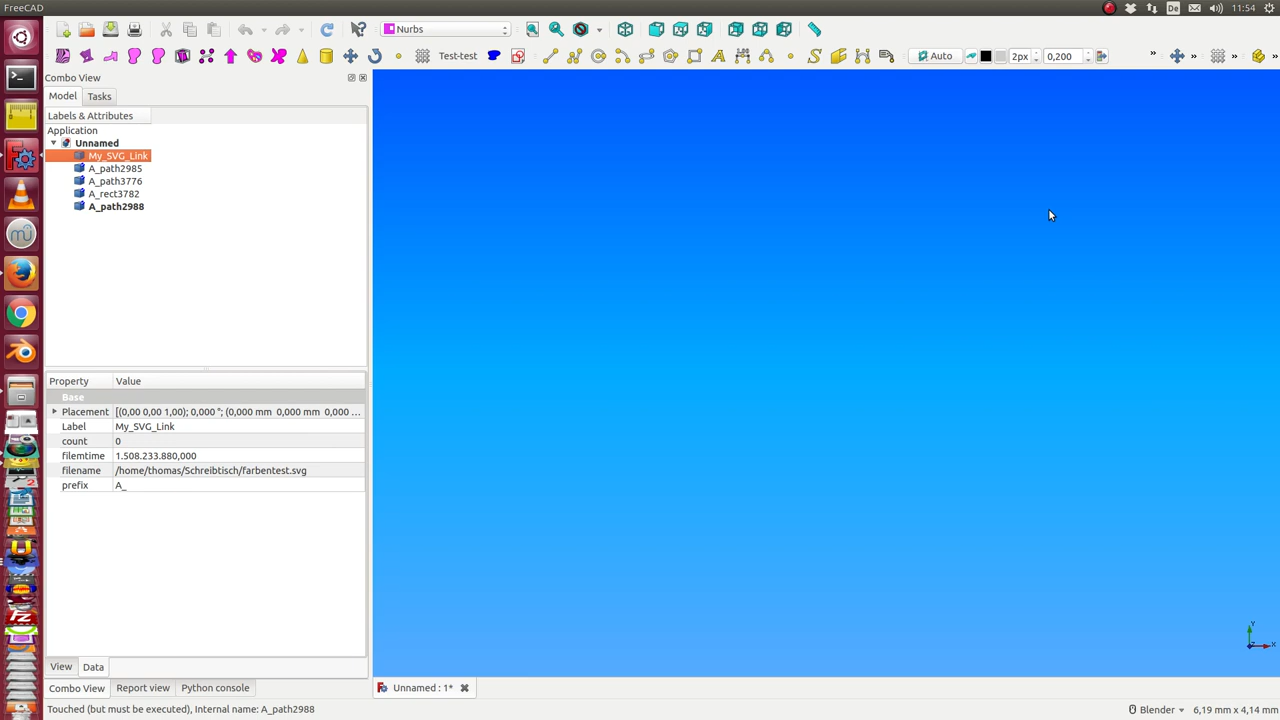 FreeCAD
De
11:54
Nurbs
Test-test
Auto
2px
0,200
»
»
»
»
Combo View
Model
Tasks
Labels & Attributes
Application
Unnamed
My_SVG_Link
A_path2985
A_path3776
A_rect3782
A_path2988
Property
Value
Base
Placement
[(0,00 0,00 1,00); 0,000 °; (0,000 mm 0,000 mm 0,000 ...
Label
My_SVG_Link
count
0
filemtime
1.508.233.880,000
filename
/home/thomas/Schreibtisch/farbentest.svg
prefix
A_
Y
Z
X
View
Data
Combo View
Report view
Python console
Unnamed : 1*
Touched (but must be executed), Internal name: A_path2988
Blender
6,19 mm x 4,14 mm